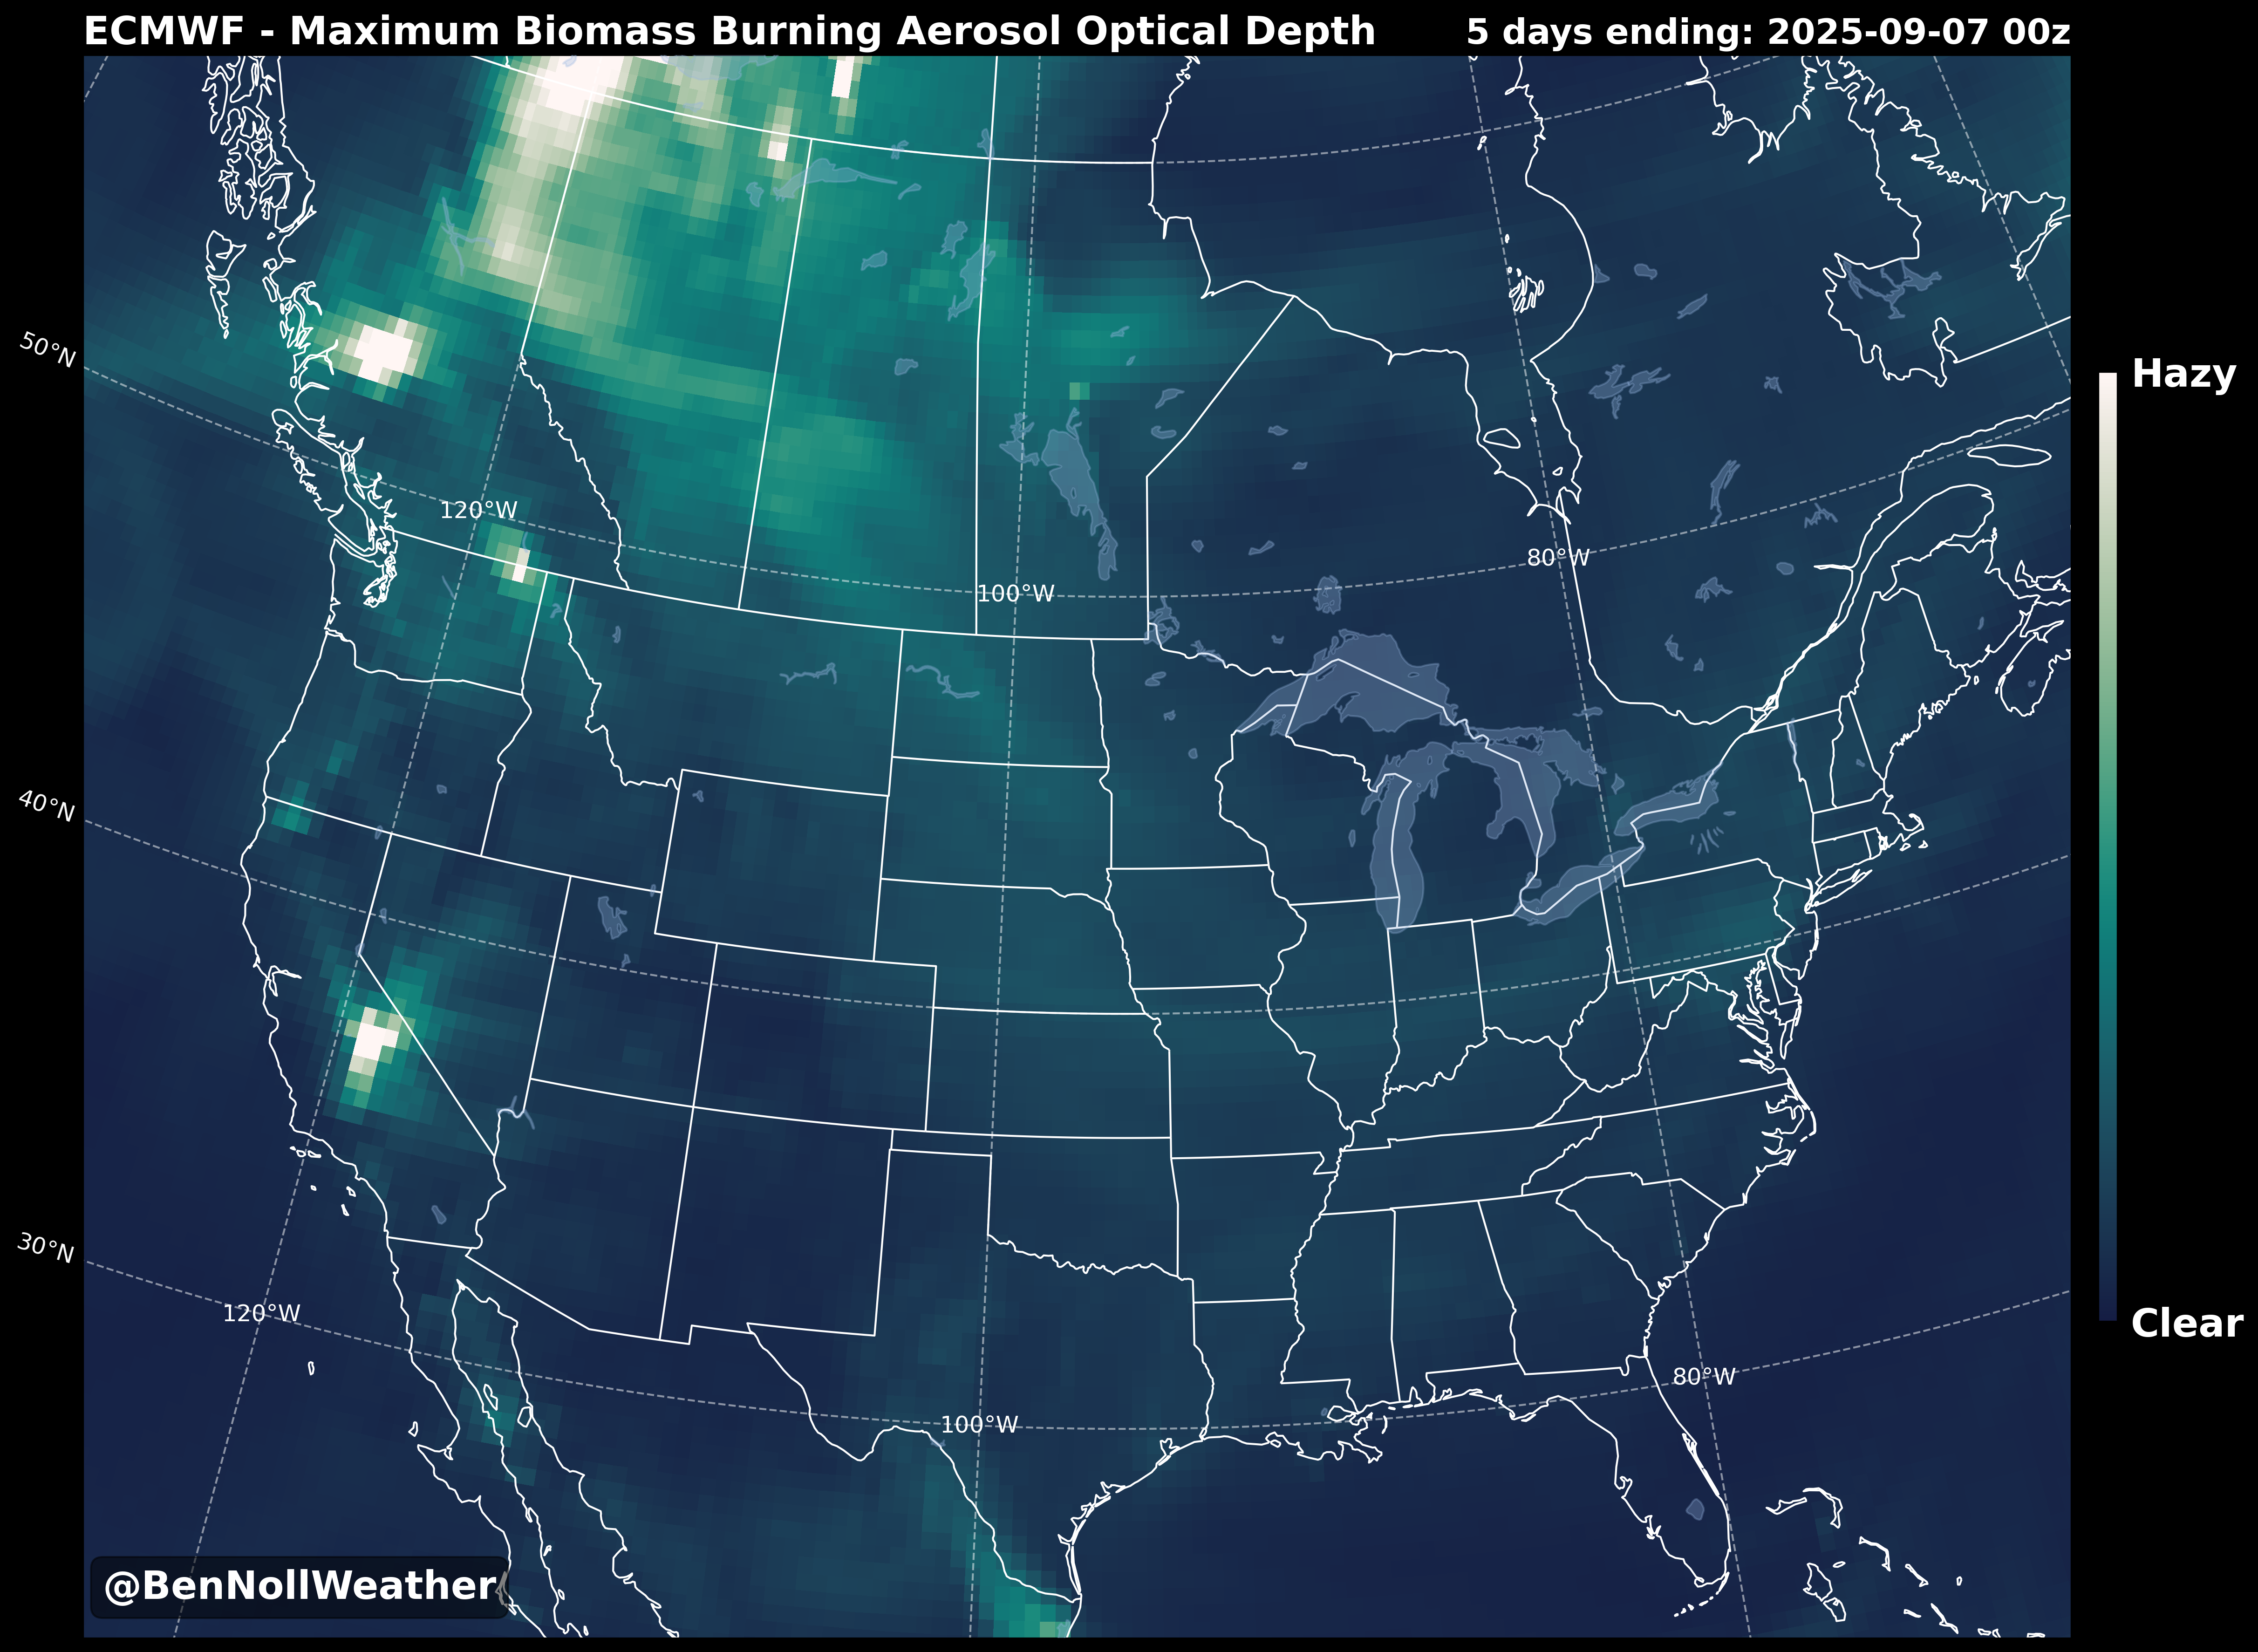 ECMWF - Maximum Biomass Burning Aerosol Optical Depth
5 days ending: 2025-09-07 00z
50°N
Hazy
120°W
80°W
100°W
40°N
30°N
120°W
Clear
80°W
100°W
@BenNollWeather